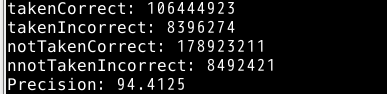 takenCorrect: 106444923
takenIncorrect: 8396274
notTakenCorrect: 178923211
nnotTakenIncorrect: 8492421
Precision: 94.4125